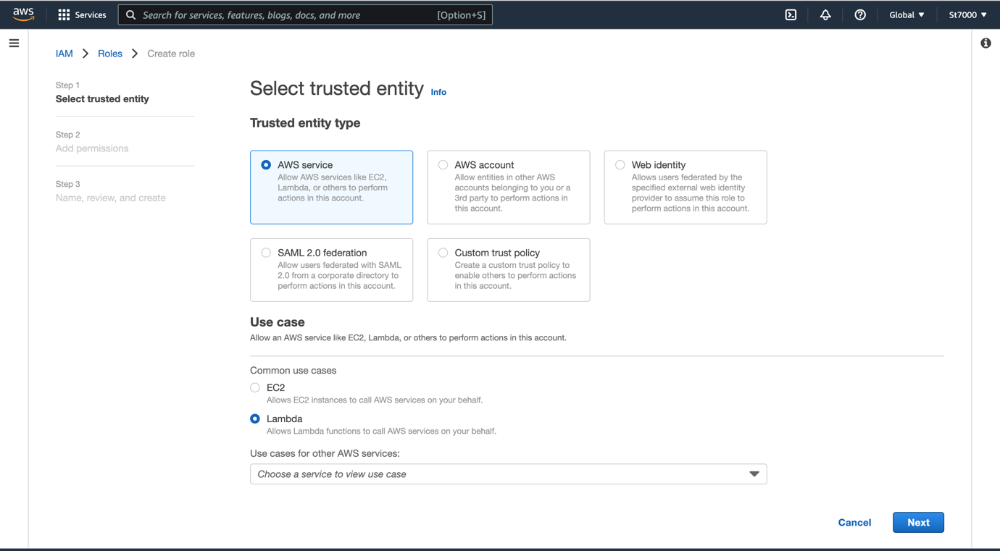 aws
Services
Search for services, features, blogs, docs, and more [Option+S]
Global
St7000
IAM > Roles > Create role
Step 1
Select trusted entity
Step 2
Add permissions
Step 3
Name, review, and create
Select trusted entity Info
Trusted entity type
AWS service
Allow AWS services like EC2,
Lambda, or others to perform
actions in this account.
AWS account
Allow entities in other AWS
accounts belonging to you or a
3rd party to perform actions in
this account.
Web identity
Allows users federated by the
specified external web identity
provider to assume this role to
perform actions in this account.
SAML 2.0 federation
Allow users federated with SAML
2.0 from a corporate directory to
perform actions in this account.
Custom trust policy
Create a custom trust policy to
enable others to perform actions
in this account.
Use case
Allow an AWS service like EC2, Lambda, or others to perform actions in this account.
Common use cases
EC2
Allows EC2 instances to call AWS services on your behalf.
Lambda
Allows Lambda functions to call AWS services on your behalf.
Use cases for other AWS services:
Choose a service to view use case
Cancel
Next